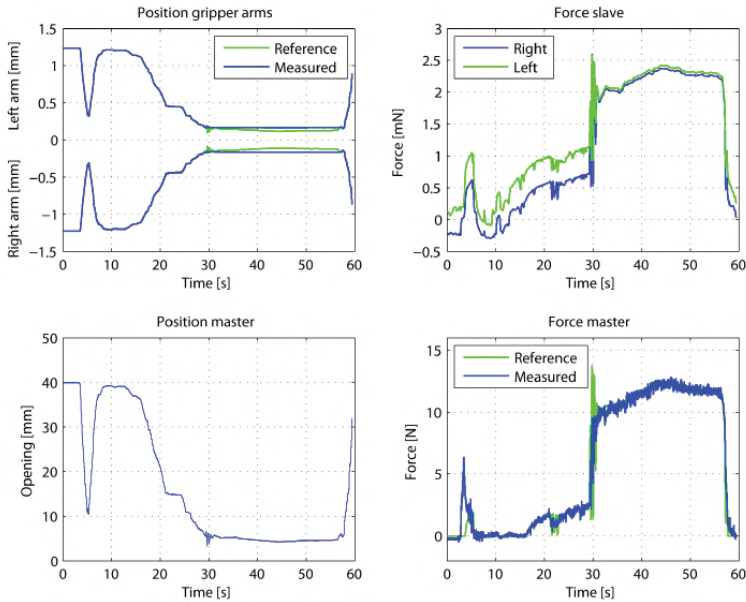 Position gripper arms
Force slave
Left arm [mm]
Right arm [mm]
1.5
1
0.5
0
−0.5
−1
−1.5
Reference
Measured
0 10 20 30 40 50 60
Time [s]
Force [mN]
3
2.5
2
1.5
1
0.5
0
−0.5
Right
Left
0 10 20 30 40 50 60
Time [s]
Position master
Force master
Opening [mm]
50
40
30
20
10
0
0 10 20 30 40 50 60
Time [s]
Force [N]
15
10
5
0
Reference
Measured
0 10 20 30 40 50 60
Time [s]